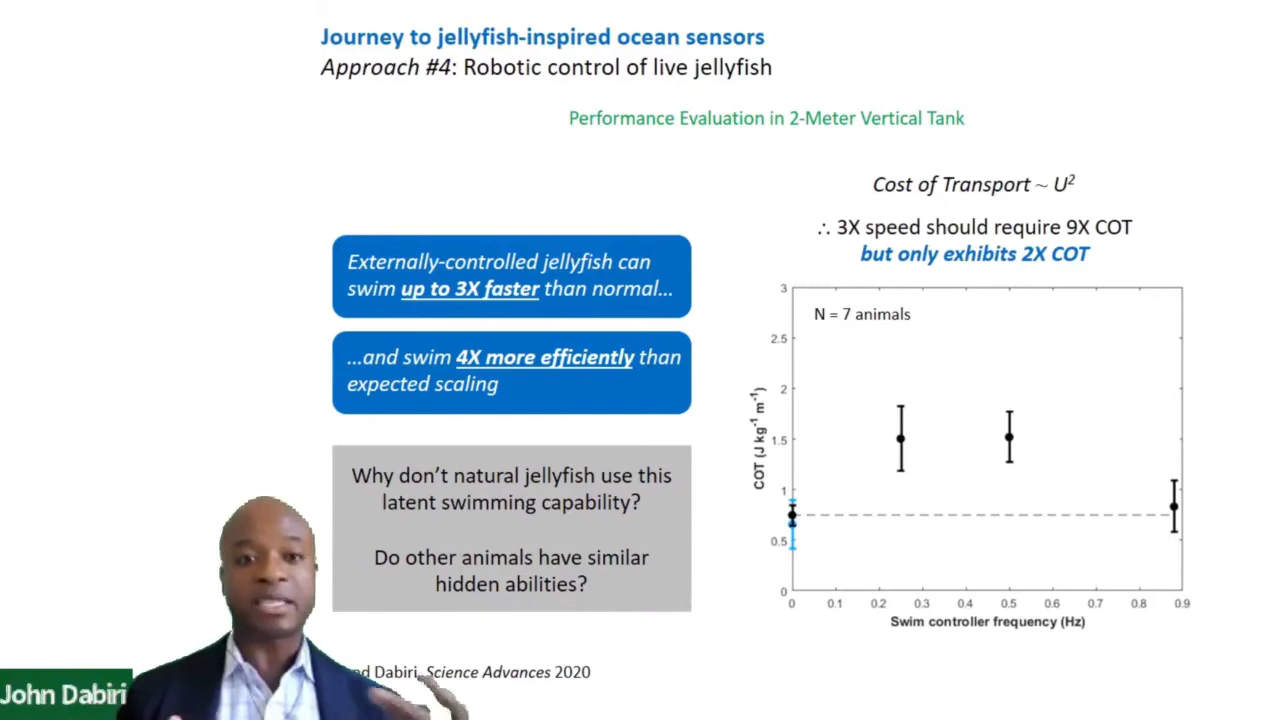 Journey to jellyfish-inspired ocean sensors
Approach #4: Robotic control of live jellyfish
Performance Evaluation in 2-Meter Vertical Tank
Externally-controlled jellyfish can
swim up to 3X faster than normal…
…and swim 4X more efficiently than
expected scaling
Why don’t natural jellyfish use this
latent swimming capability?
Do other animals have similar
hidden abilities?
Cost of Transport ~ U²
∴ 3X speed should require 9X COT
but only exhibits 2X COT
N = 7 animals
COT (J kg⁻¹ m⁻¹)
3
2.5
2
1.5
1
0.5
0
0 0.1 0.2 0.3 0.4 0.5 0.6 0.7 0.8 0.9
Swim controller frequency (Hz)
Dabiri, Science Advances 2020
John Dabiri